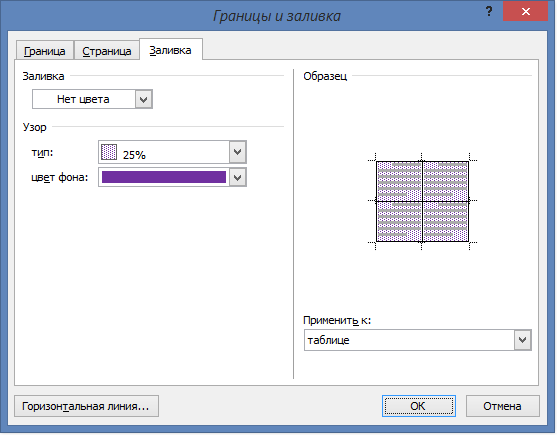 Границы и заливка
?
Граница Страница Заливка
Заливка
Нет цвета
Узор
тип: 25%
цвет фона:
Образец
Применить к:
таблице
Горизонтальная линия...
ОК Отмена